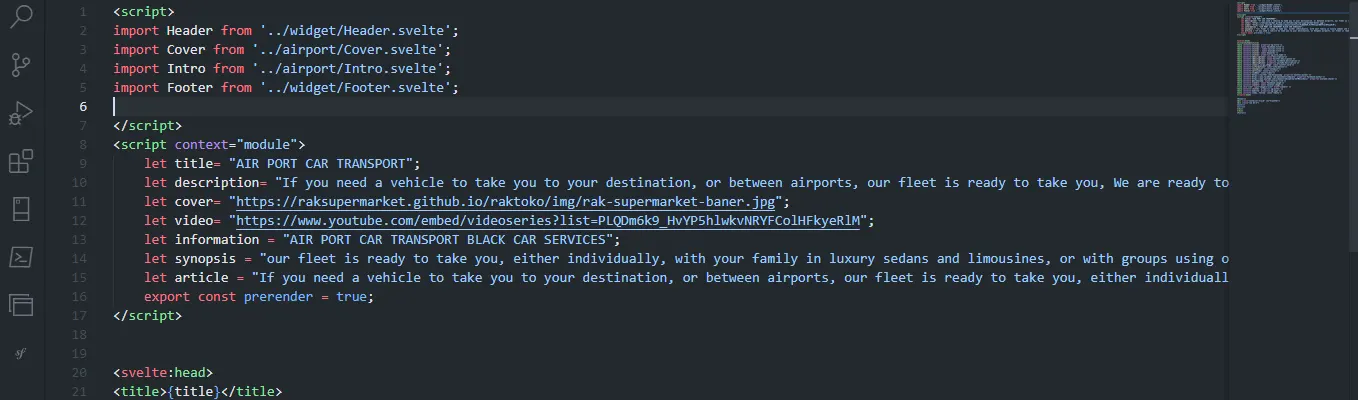 1 <script>
2 import Header from '../widget/Header.svelte';
3 import Cover from '../airport/Cover.svelte';
4 import Intro from '../airport/Intro.svelte';
5 import Footer from '../widget/Footer.svelte';
6
7 </script>
8 <script context="module">
9 let title= "AIR PORT CAR TRANSPORT";
10 let description= "If you need a vehicle to take you to your destination, or between airports, our fleet is ready to take you, We are ready to
11 let cover= "https://raksupermarket.github.io/raktoko/img/rak-supermarket-baner.jpg";
12 let video= "https://www.youtube.com/embed/videoseries?list=PLQDm6k9_HvYP5hlwkvNRYFColHFkyeRlM";
13 let information = "AIR PORT CAR TRANSPORT BLACK CAR SERVICES";
14 let synopsis = "our fleet is ready to take you, either individually, with your family in luxury sedans and limousines, or with groups using o
15 let article = "If you need a vehicle to take you to your destination, or between airports, our fleet is ready to take you, either individuall
16 export const prerender = true;
17 </script>
18
19
20 <svelte:head>
21 <title>{title}</title>